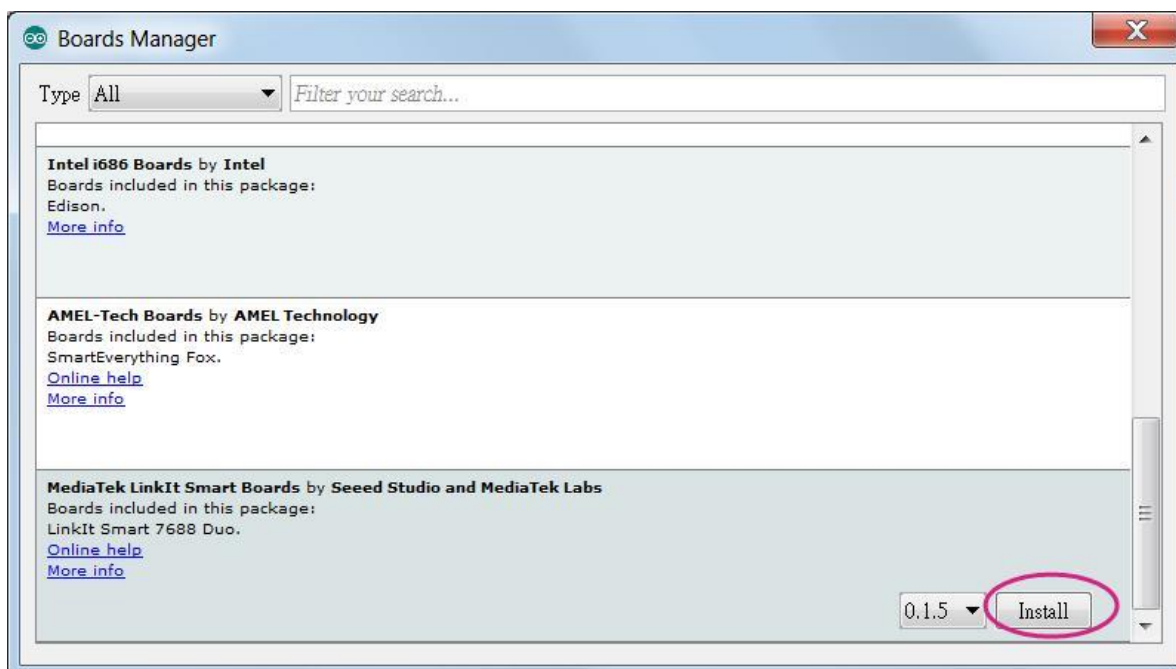 Boards Manager
Type All Filter your search...
Intel i686 Boards by Intel
Boards included in this package:
Edison.
More info
AMEL-Tech Boards by AMEL Technology
Boards included in this package:
SmartEverything Fox.
Online help
More info
MediaTek LinkIt Smart Boards by Seeed Studio and MediaTek Labs
Boards included in this package:
LinkIt Smart 7688 Duo.
Online help
More info
0.1.5 Install